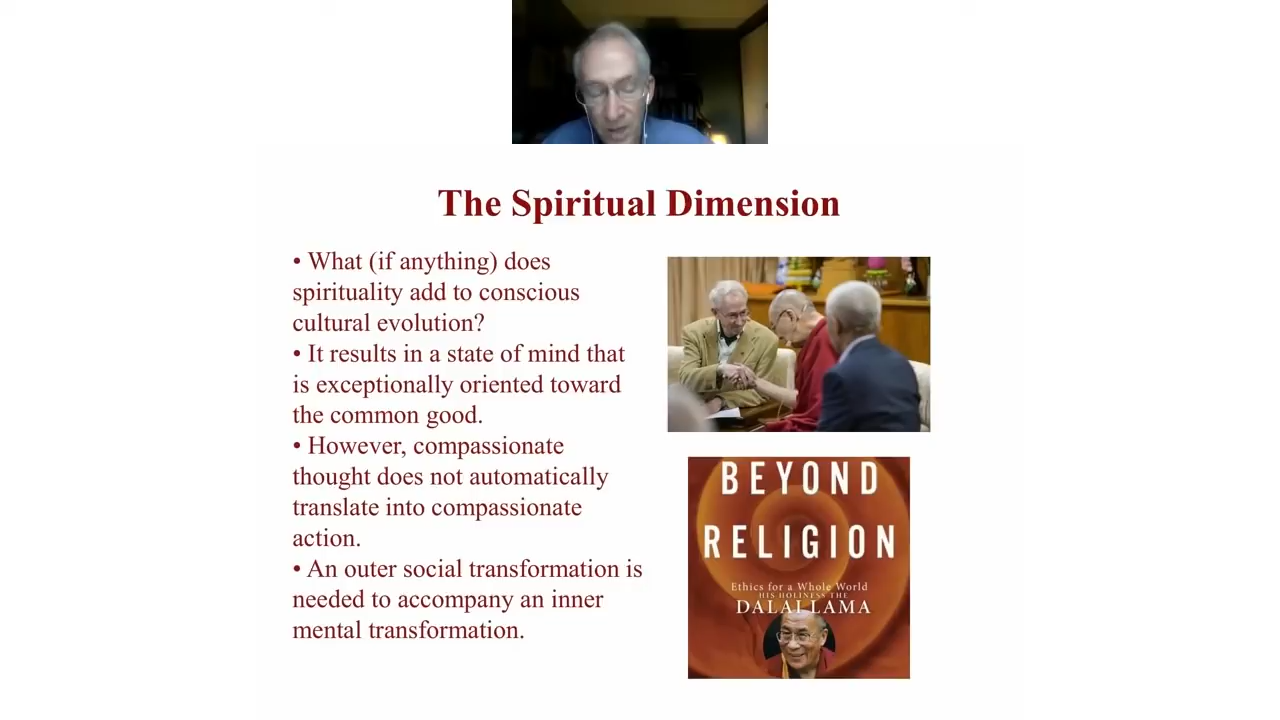 The Spiritual Dimension
• What (if anything) does
spirituality add to conscious
cultural evolution?
• It results in a state of mind that
is exceptionally oriented toward
the common good.
• However, compassionate
thought does not automatically
translate into compassionate
action.
• An outer social transformation is
needed to accompany an inner
mental transformation.
BEYOND
RELIGION
Ethics for a Whole World
HIS HOLINESS THE
DALAI LAMA